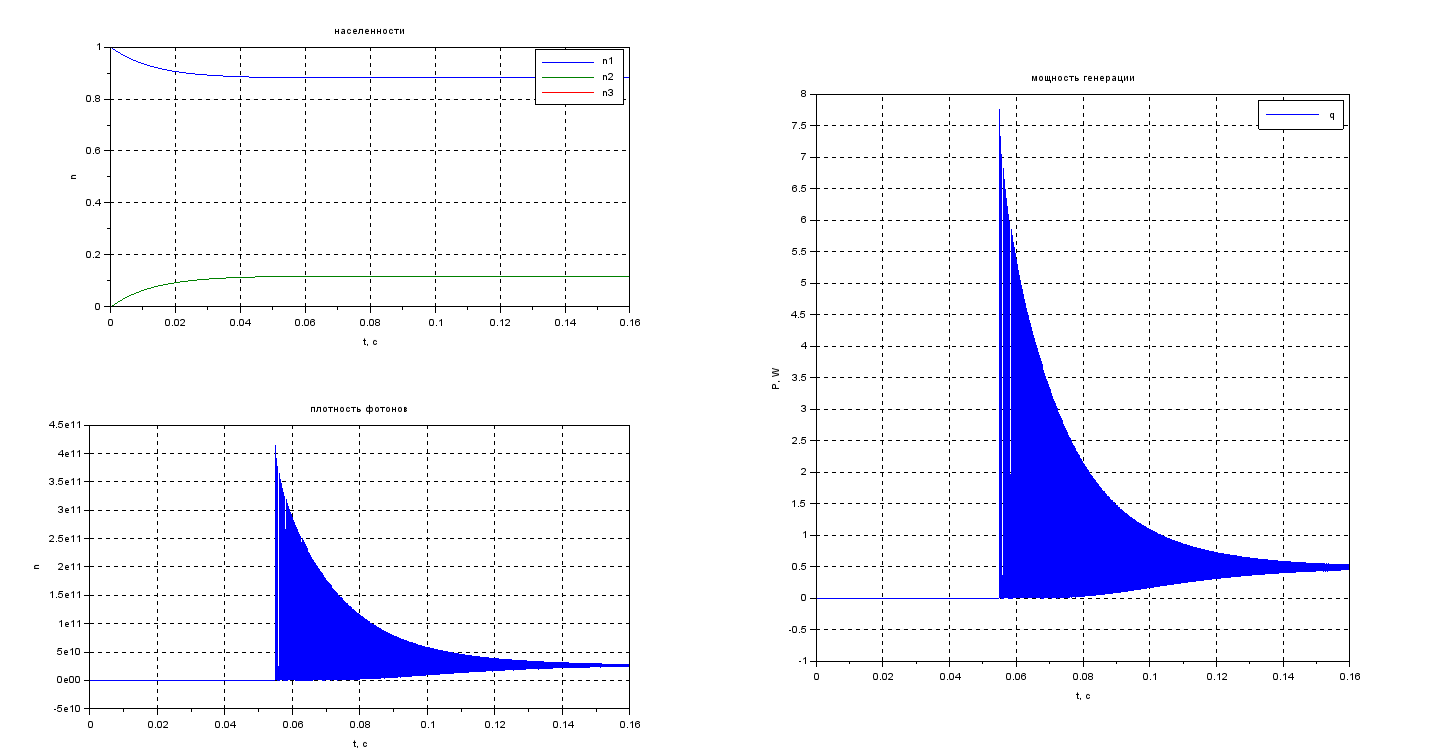 населенности
n1
n2
n3
1
0.8
0.6
0.4
0.2
0
n
0 0.02 0.04 0.06 0.08 0.1 0.12 0.14 0.16
t, c
плотность фотонов
4.5e11
4e11
3.5e11
3e11
2.5e11
2e11
1.5e11
1e11
5e10
0e00
-5e10
n
0 0.02 0.04 0.06 0.08 0.1 0.12 0.14 0.16
t, c
мощность генерации
q
8
7.5
7
6.5
6
5.5
5
4.5
4
3.5
3
2.5
2
1.5
1
0.5
0
-0.5
-1
P, W
0 0.02 0.04 0.06 0.08 0.1 0.12 0.14 0.16
t, c